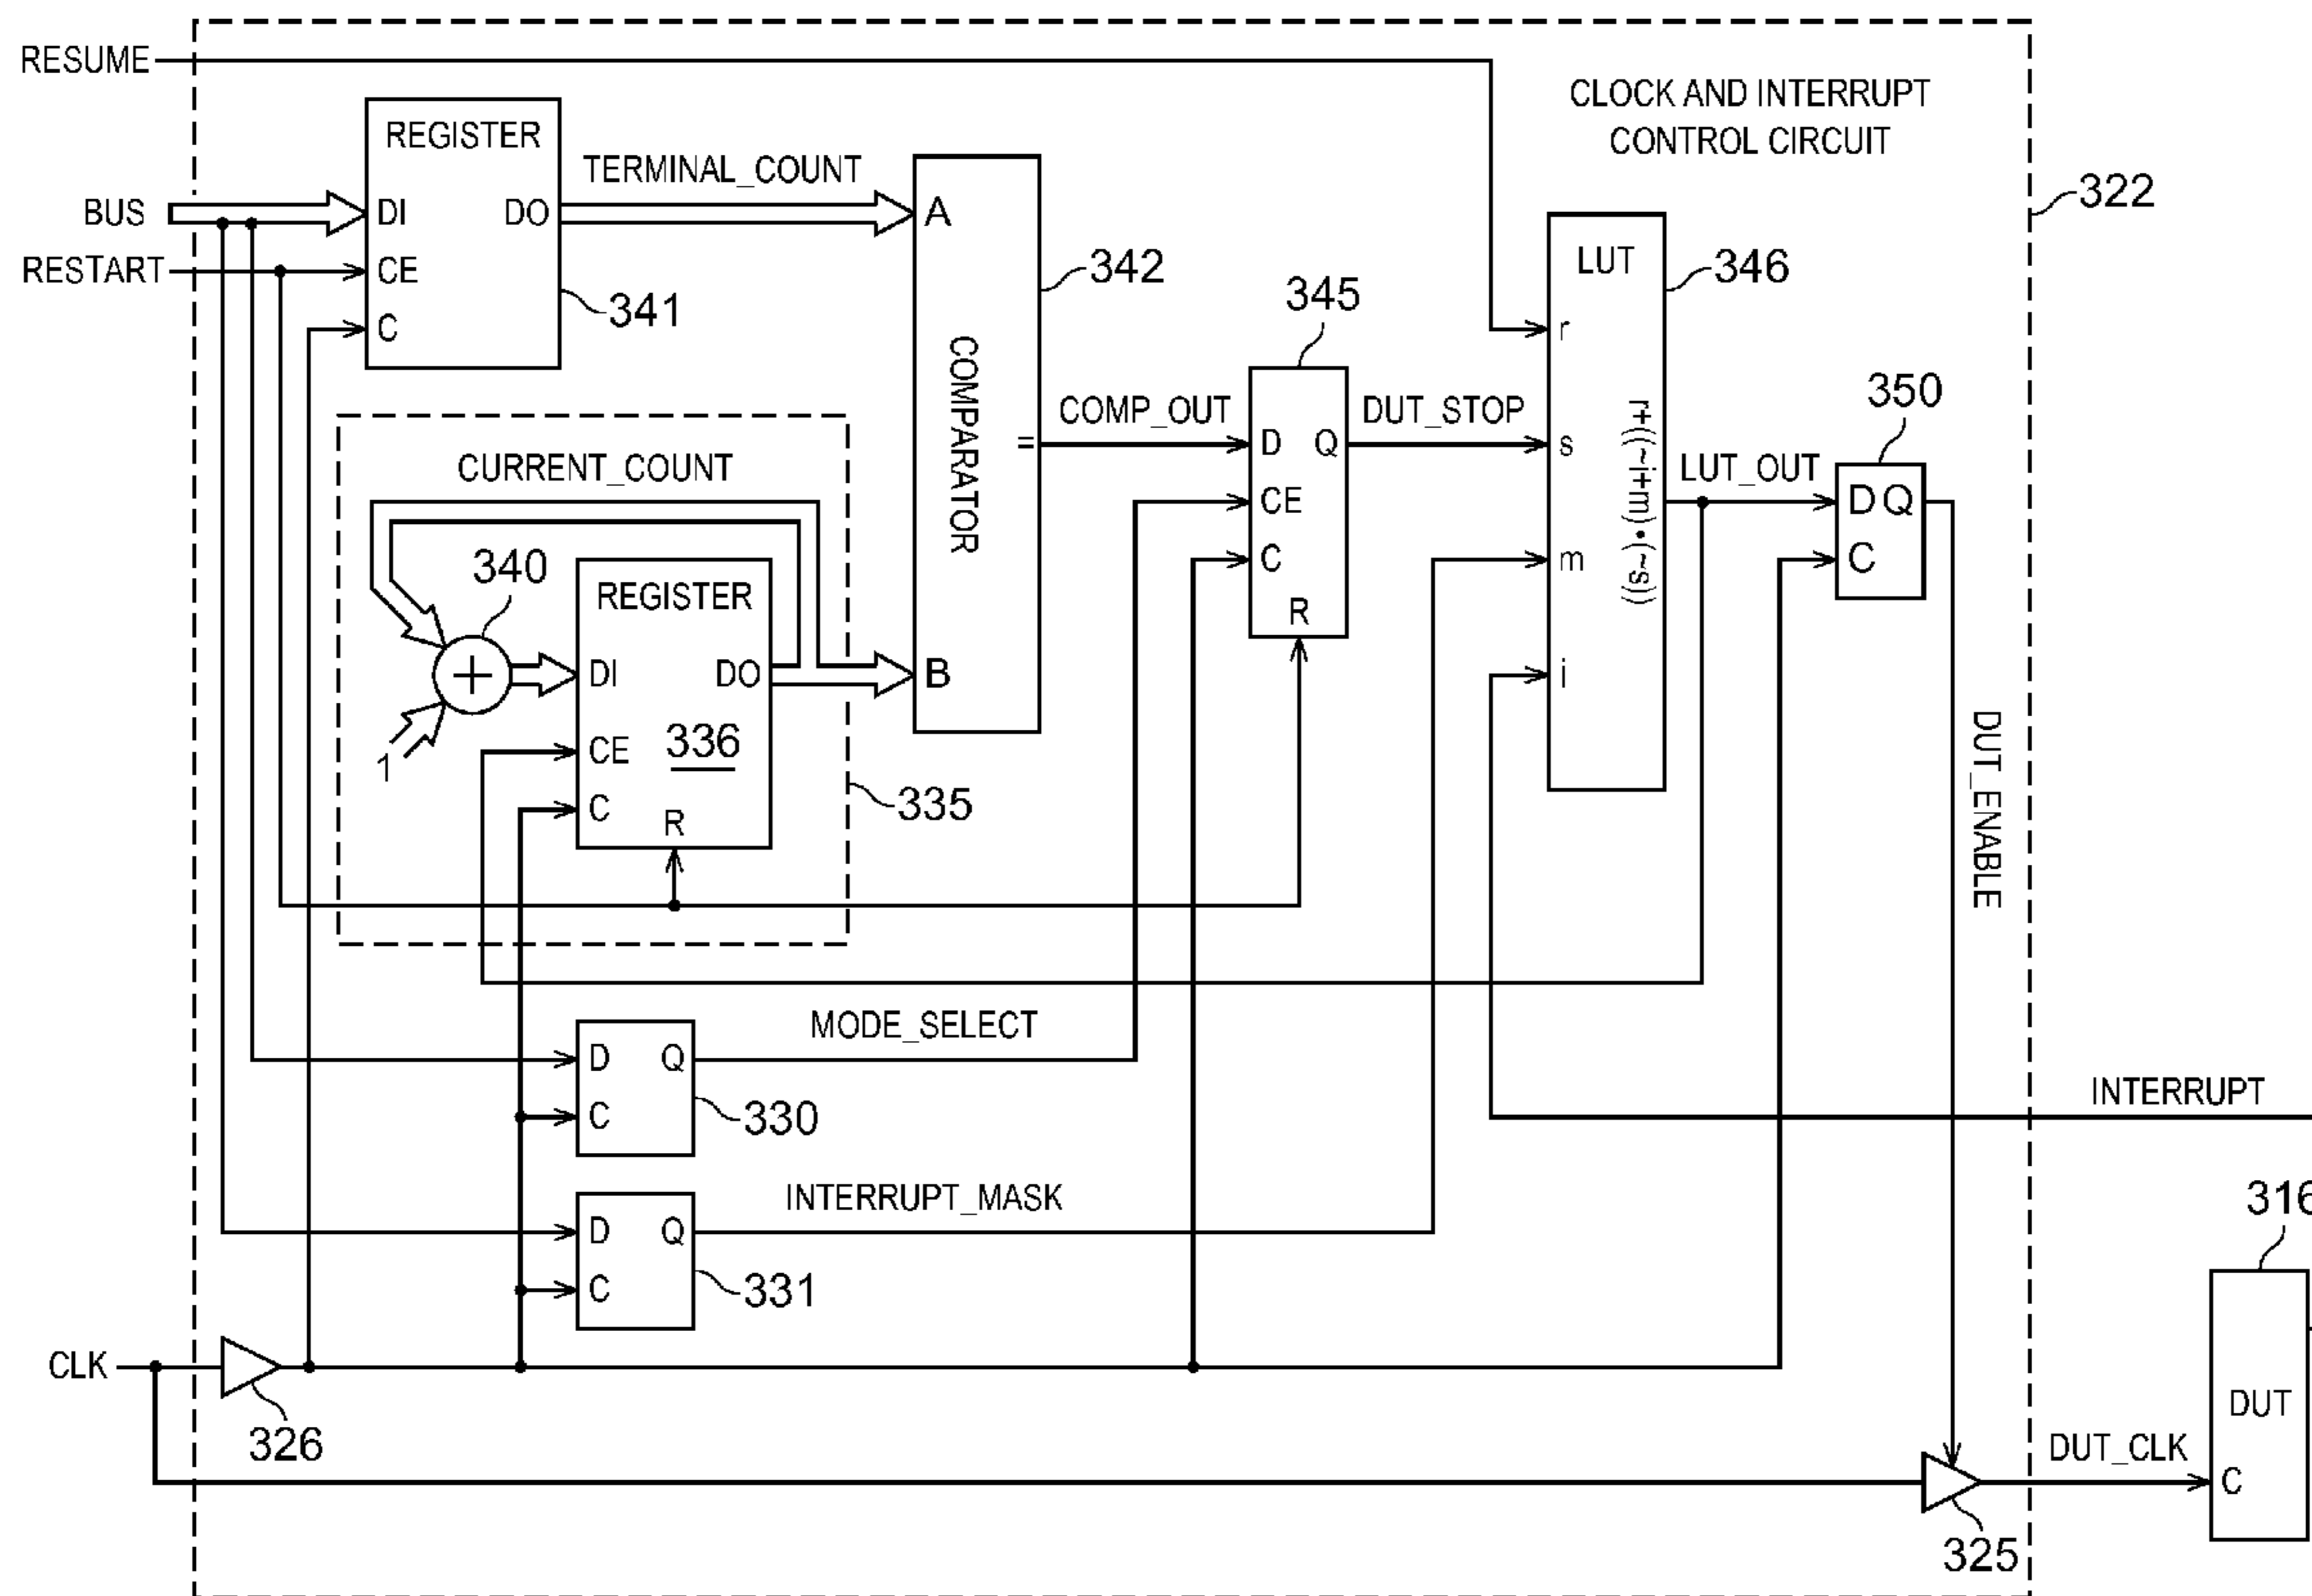 RESUME
CLOCK AND INTERRUPT
CONTROL CIRCUIT
322
BUS
RESTART
REGISTER
DI
DO
CE
C
341
TERMINAL_COUNT
A
COMPARATOR
=
B
342
COMP_OUT
345
D
Q
CE
C
R
DUT_STOP
LUT
346
r
s
m
i
r+((~i+m)•(~s))
LUT_OUT
350
D
Q
C
DUT_ENABLE
CURRENT_COUNT
340
+
1
REGISTER
DI
DO
CE
336
C
R
335
MODE_SELECT
D
Q
C
330
INTERRUPT_MASK
D
Q
C
331
INTERRUPT
316
CLK
326
DUT
C
DUT_CLK
325